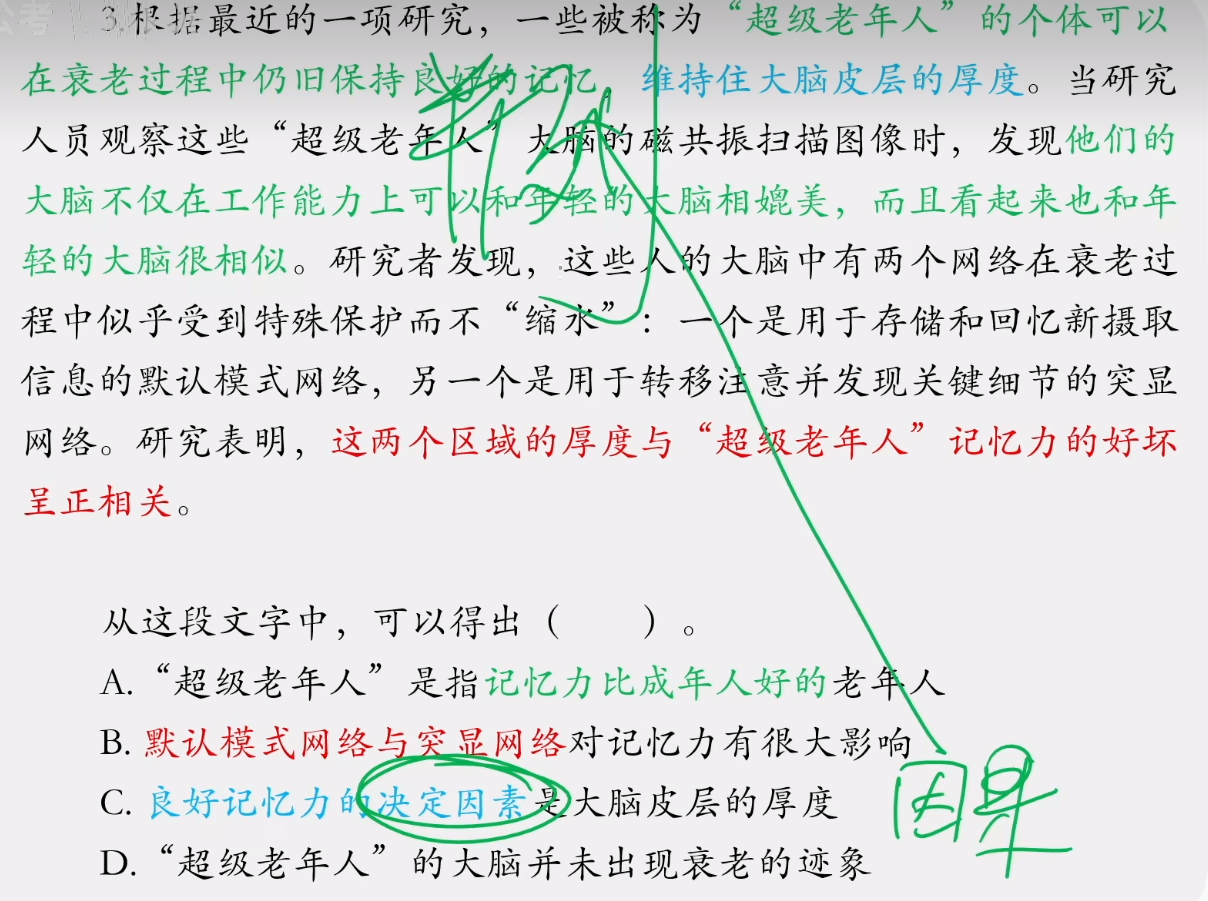 公考
3.根据最近的一项研究，一些被称为“超级老年人”的个体可以
在衰老过程中仍旧保持良好的记忆，维持住大脑皮层的厚度。当研究
人员观察这些“超级老年人”大脑的磁共振扫描图像时，发现他们的
大脑不仅在工作能力上可以和年轻的大脑相媲美，而且看起来也和年
轻的大脑很相似。研究者发现，这些人的大脑中有两个网络在衰老过
程中似乎受到特殊保护而不“缩水”：一个是用于存储和回忆新摄取
信息的默认模式网络，另一个是用于转移注意并发现关键细节的突显
网络。研究表明，这两个区域的厚度与“超级老年人”记忆力的好坏
呈正相关。
从这段文字中，可以得出（　　）。
A.“超级老年人”是指记忆力比成年人好的老年人
B. 默认模式网络与突显网络对记忆力有很大影响
C. 良好记忆力的决定因素是大脑皮层的厚度
因果
D.“超级老年人”的大脑并未出现衰老的迹象